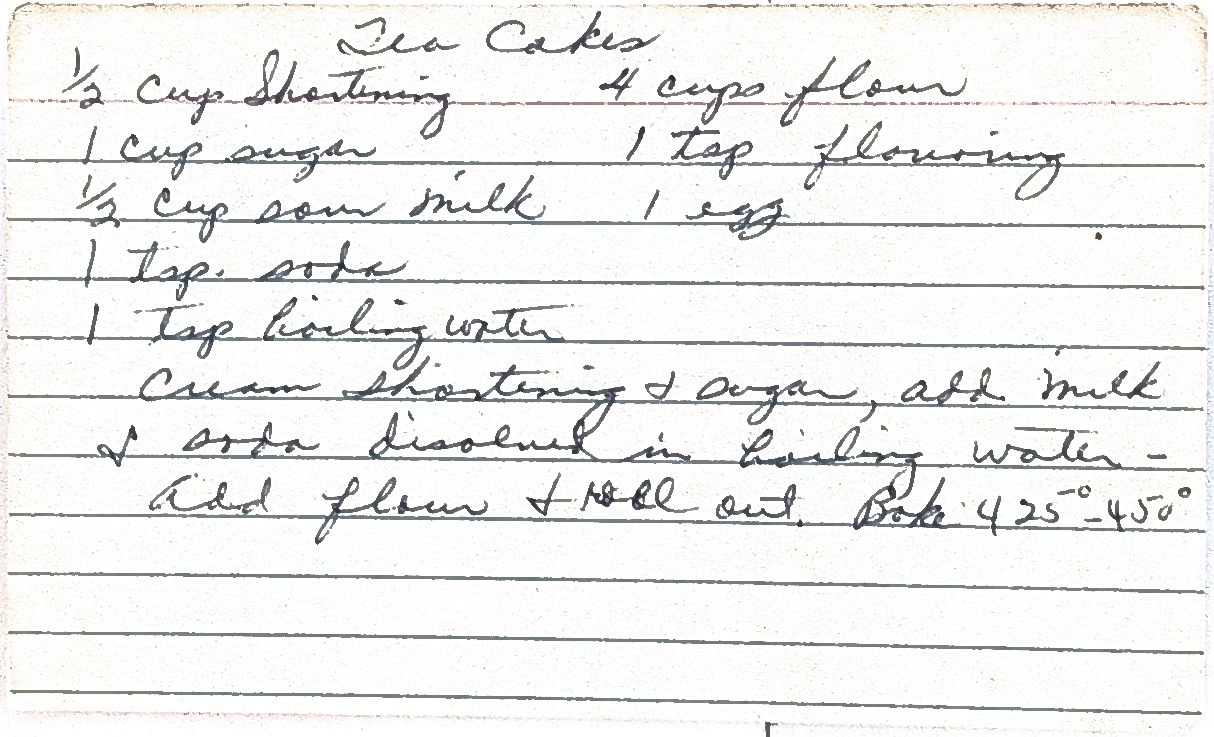 Tea Cakes
1/2 cup Shortening 4 cups flour
1 cup sugar 1 tsp flavoring
1/2 cup sour milk 1 egg
1 tsp. soda
1 tsp boiling water
Cream shortening & sugar, add milk
& soda disolved in boiling water -
Add flour & roll out. Bake 425°-450°